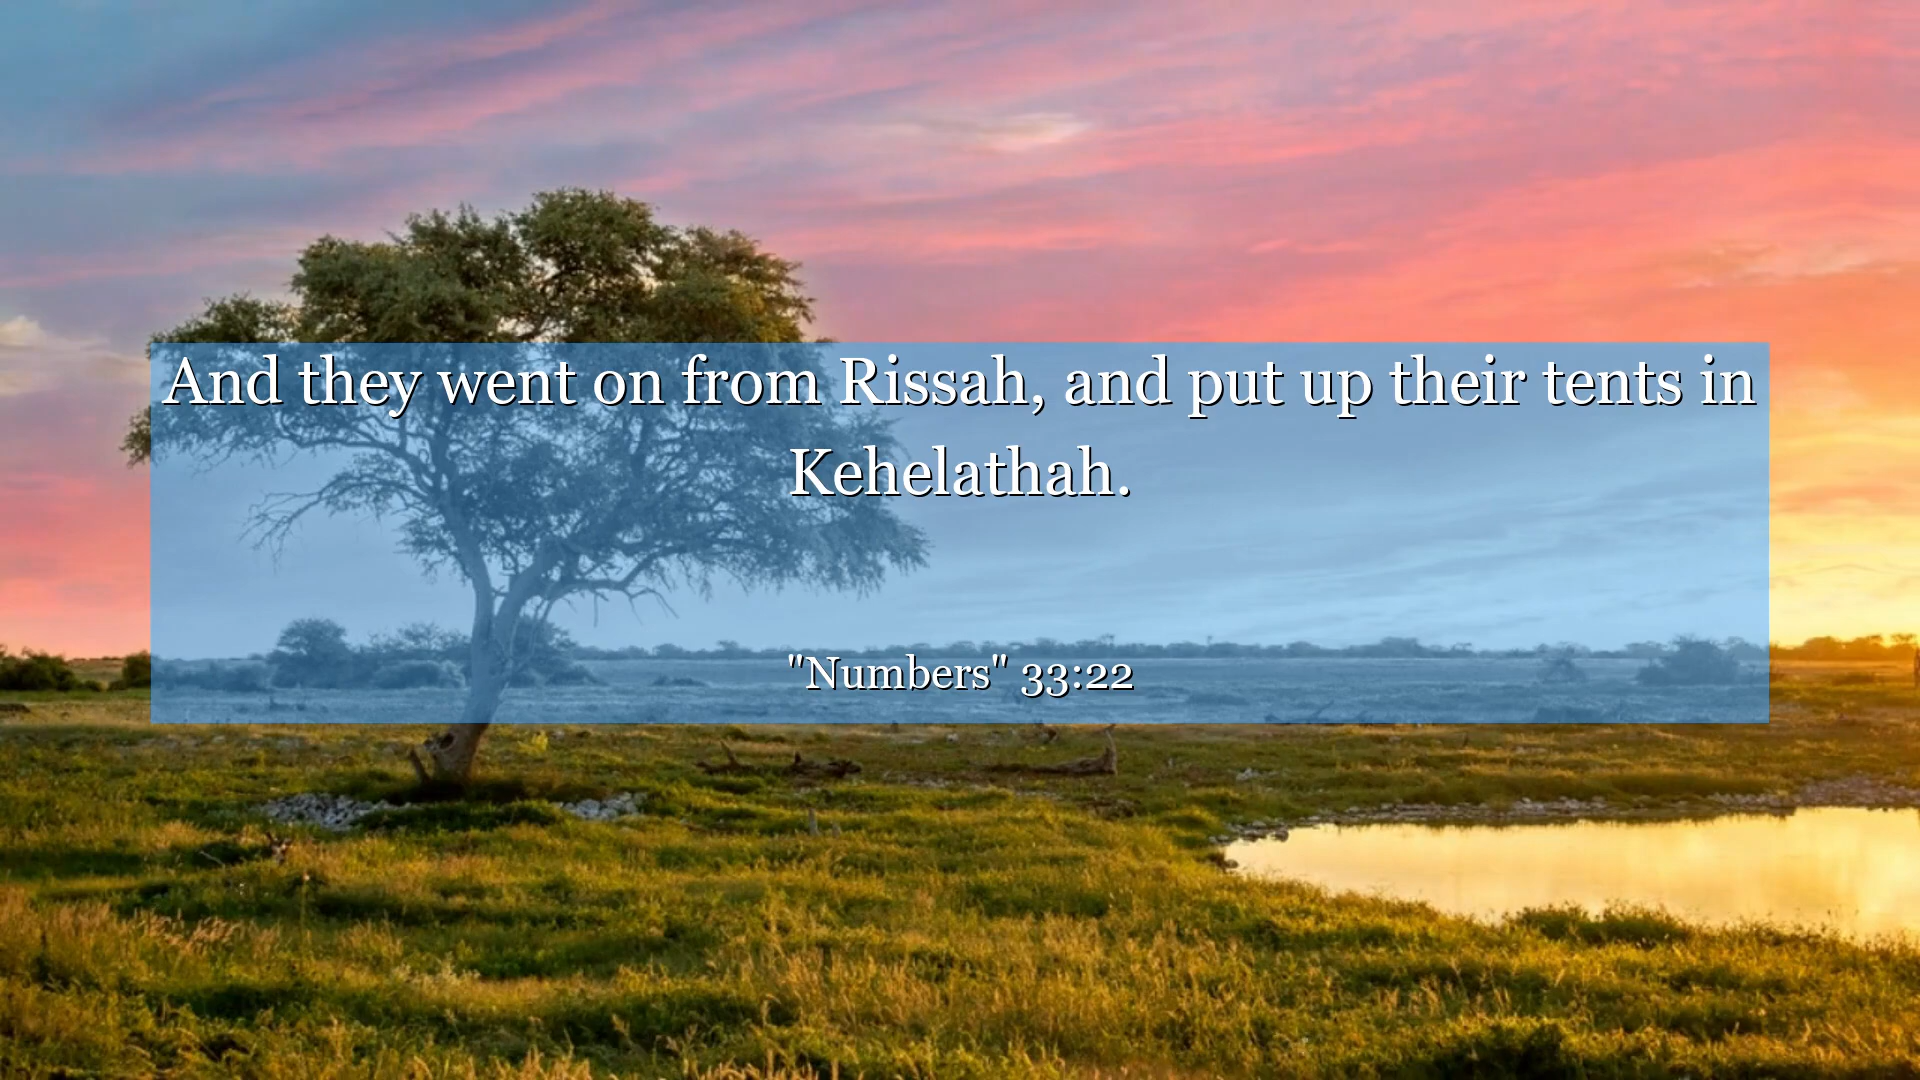 And they went on from Rissah, and put up their tents in
Kehelathah.
"Numbers" 33:22